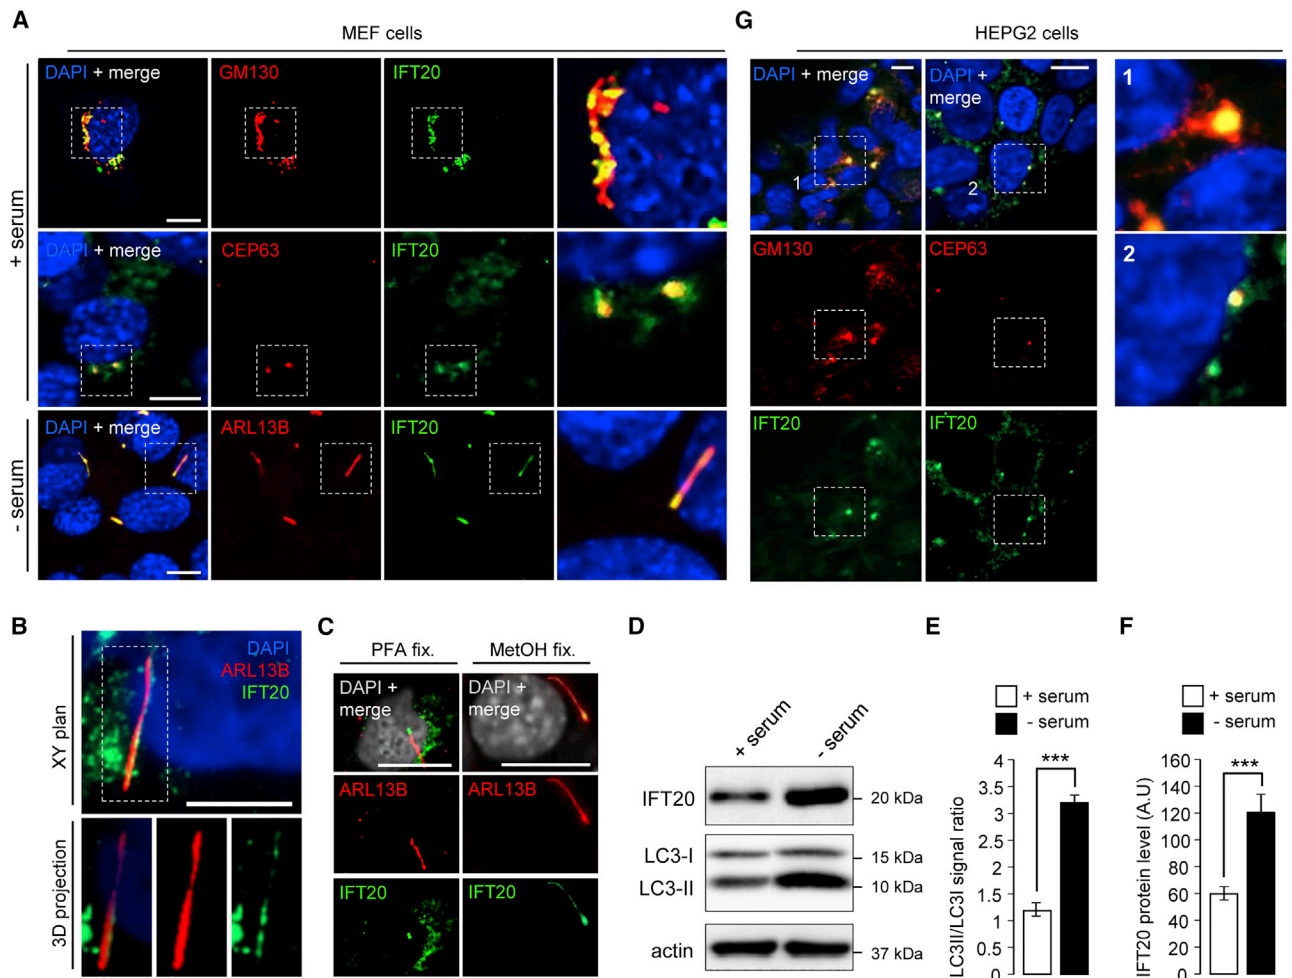 A
MEF cells
+ serum
DAPI + merge
GM130
IFT20
DAPI + merge
CEP63
IFT20
- serum
DAPI + merge
ARL13B
IFT20
G
HEPG2 cells
DAPI + merge
DAPI +
merge
1
2
1
GM130
CEP63
2
IFT20
IFT20
B
XY plan
DAPI
ARL13B
IFT20
3D projection
C
PFA fix.
MetOH fix.
DAPI +
merge
DAPI +
merge
ARL13B
ARL13B
IFT20
IFT20
D
+ serum
- serum
IFT20
20 kDa
LC3-I
15 kDa
LC3-II
10 kDa
actin
37 kDa
E
+ serum
- serum
***
LC3II/LC3I signal ratio
4
3.5
3
2.5
2
1.5
1
0.5
0
F
+ serum
- serum
***
IFT20 protein level (A.U)
160
140
120
100
80
60
40
20
0